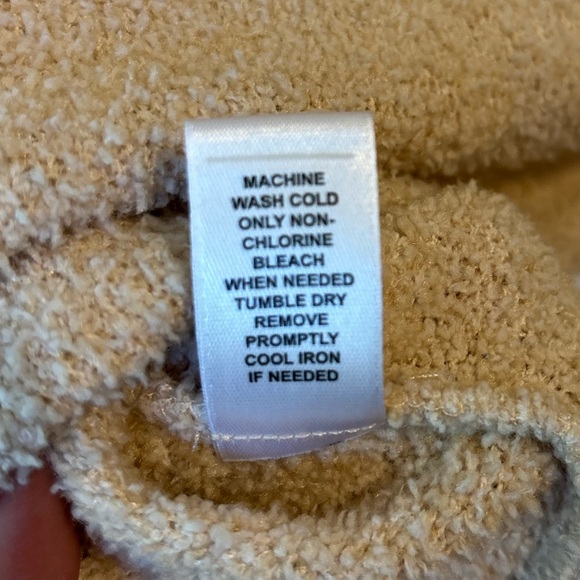 MACHINE
WASH COLD
ONLY NON-
CHLORINE
BLEACH
WHEN NEEDED
TUMBLE DRY
REMOVE
PROMPTLY
COOL IRON
IF NEEDED